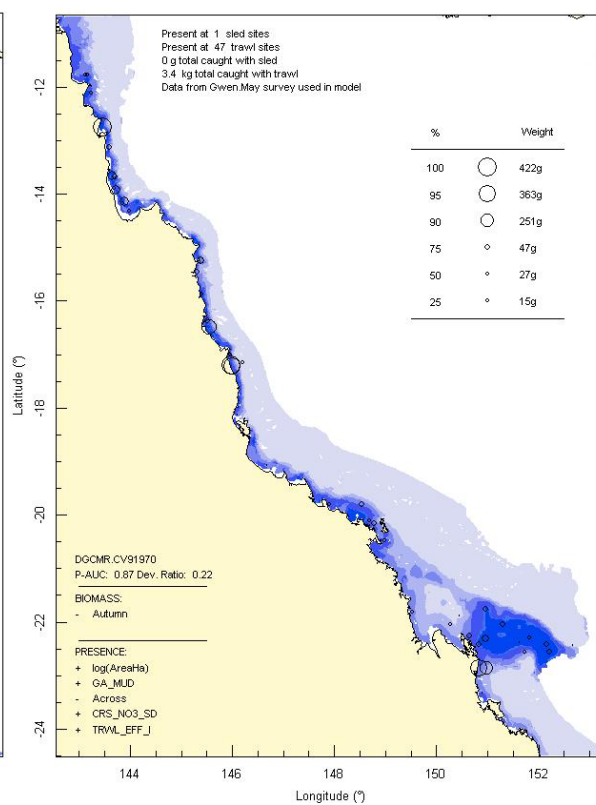 Present at 1 sled sites
Present at 47 trawl sites
0 g total caught with sled
3.4 kg total caught with trawl
Data from Gwen.May survey used in model
% Weight
100 422g
95 363g
90 251g
75 47g
50 27g
25 15g
-12
-14
-16
-18
-20
-22
-24
Latitude (º)
DGCMR.CV91970
P-AUC: 0.87 Dev. Ratio: 0.22
BIOMASS:
- Autumn
PRESENCE:
+ log(AreaHa)
+ GA_MUD
- Across
+ CRS_NO3_SD
+ TRWL_EFF_I
144 146 148 150 152
Longitude (º)